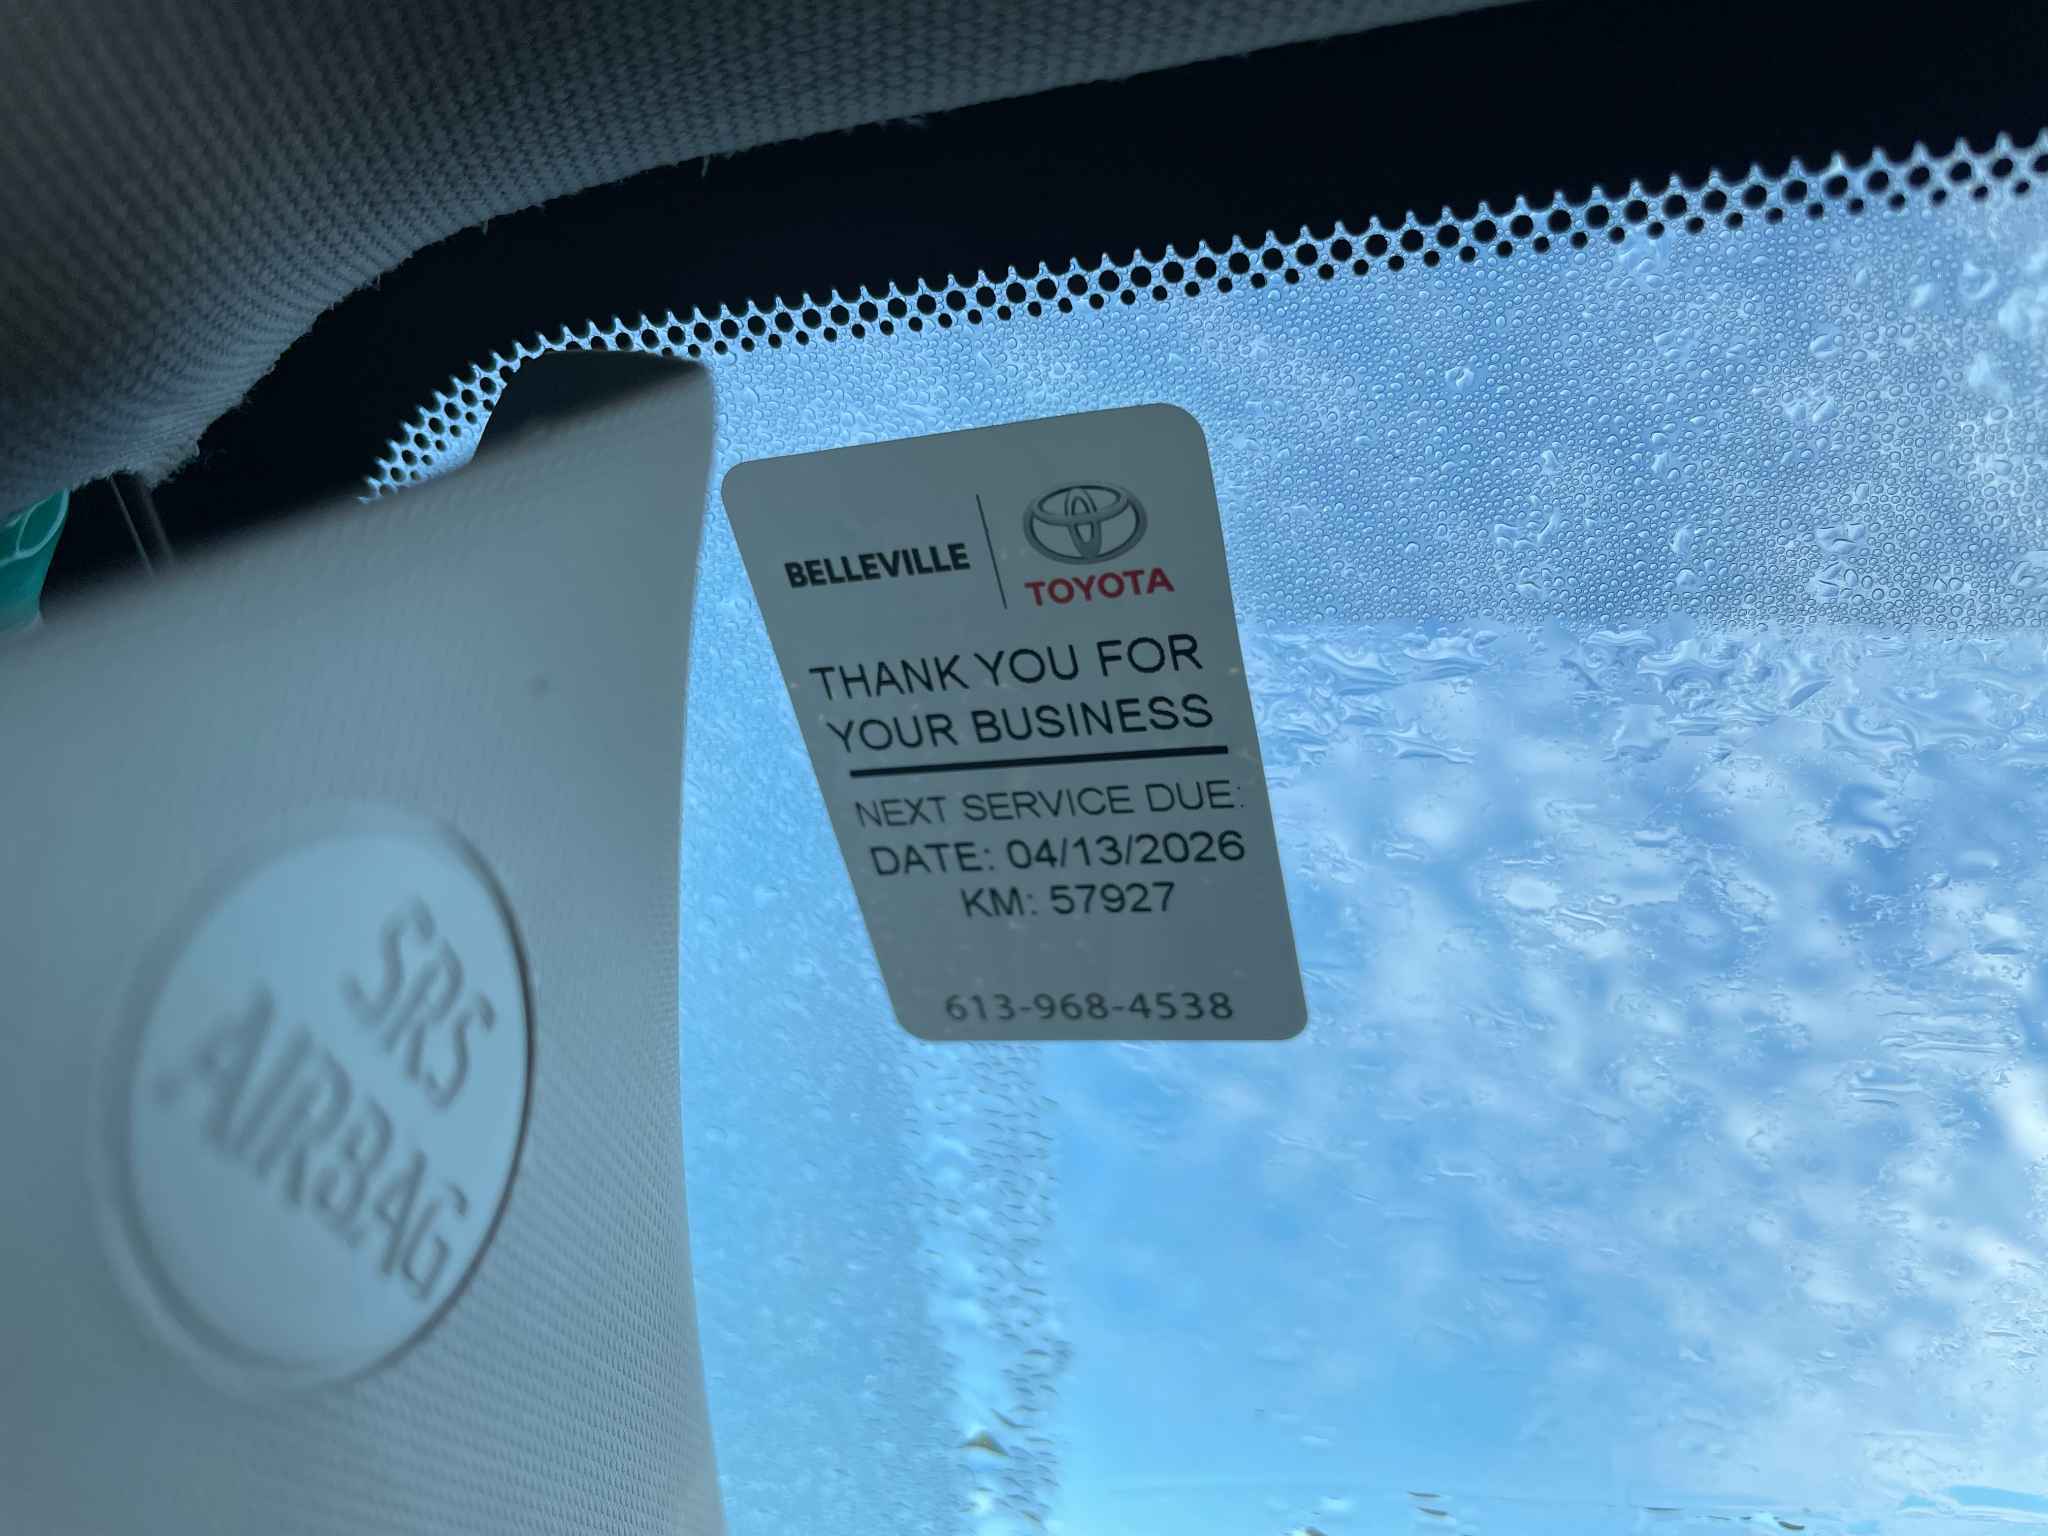 BELLEVILLE
TOYOTA
THANK YOU FOR
YOUR BUSINESS
NEXT SERVICE DUE:
DATE: 04/13/2026
KM: 57927
613-968-4538
SRS
AIRBAG